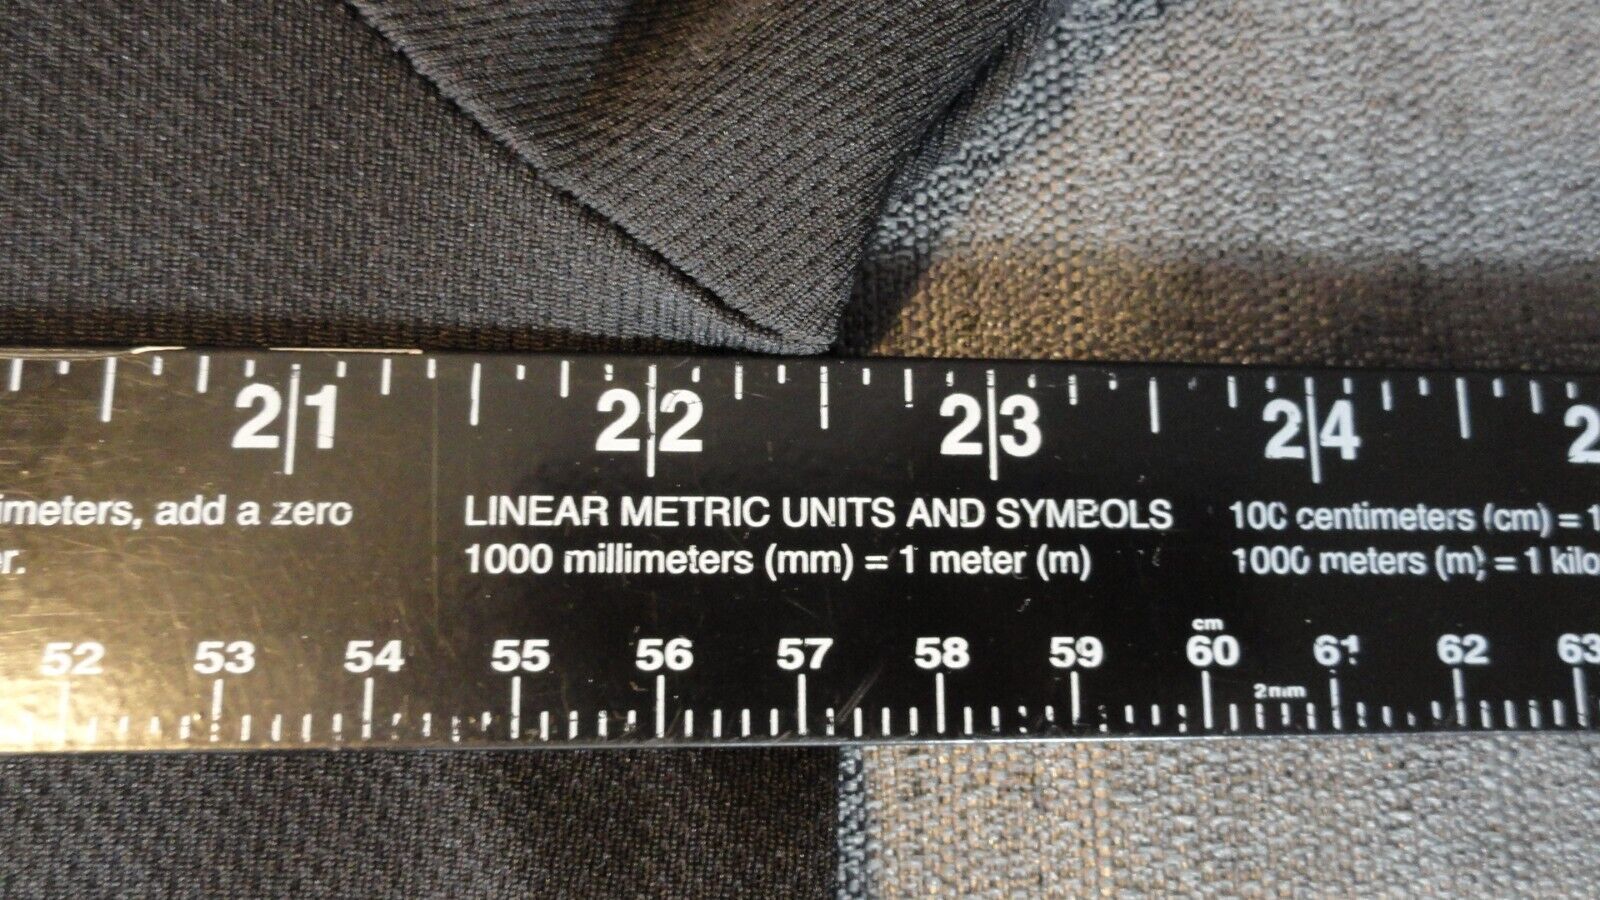 21 22 23 24 2
imeters, add a zero LINEAR METRIC UNITS AND SYMBOLS 100 centimeters (cm) = 1
er. 1000 millimeters (mm) = 1 meter (m) 1000 meters (m) = 1 kilo
cm
52 53 54 55 56 57 58 59 60 61 62 63
2mm